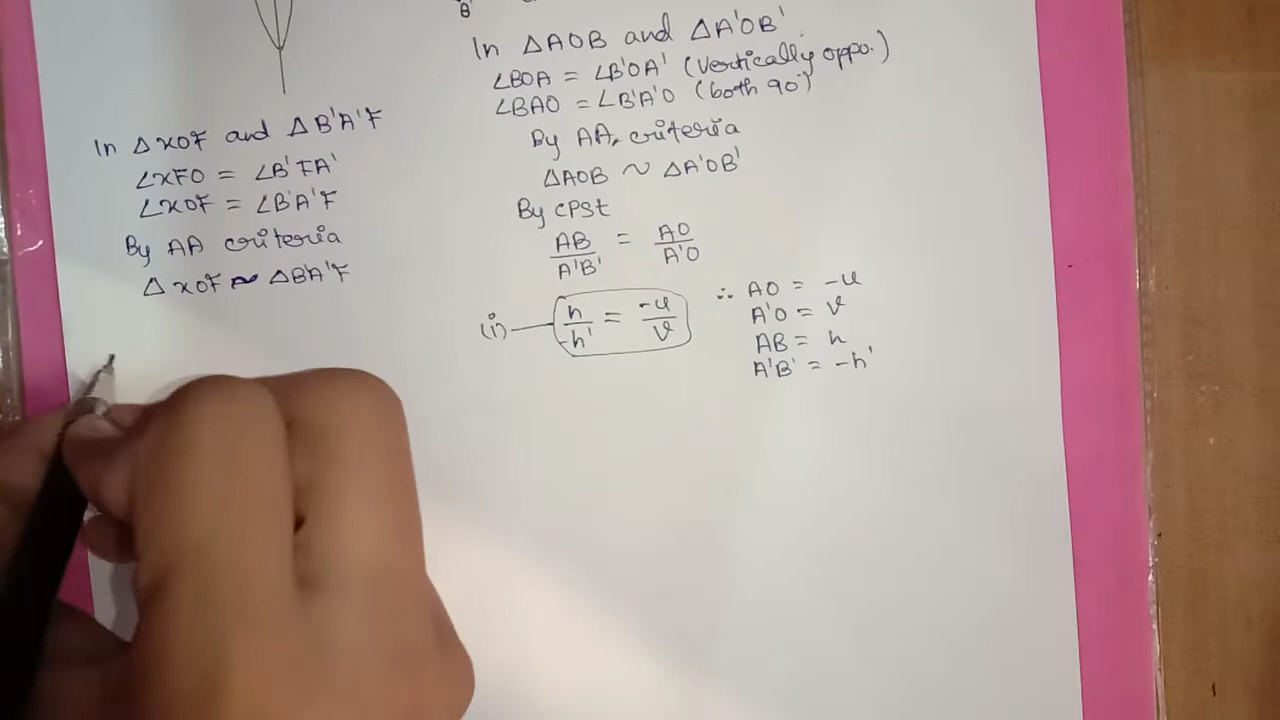 B'
In ΔXOF and ΔB'A'F
∠XFO = ∠B'FA'
∠XOF = ∠B'A'F
By AA criteria
ΔXOF ~ ΔB'A'F
In ΔAOB and ΔA'OB'
∠BOA = ∠B'OA' (Vertically oppo.)
∠BAO = ∠B'A'O (both 90°)
By AA, criteria
ΔAOB ~ ΔA'OB'
By CPST
AB/A'B' = AO/A'O
(i) — h/-h' = -u/v
∴ AO = -u
A'O = v
AB = h
A'B' = -h'